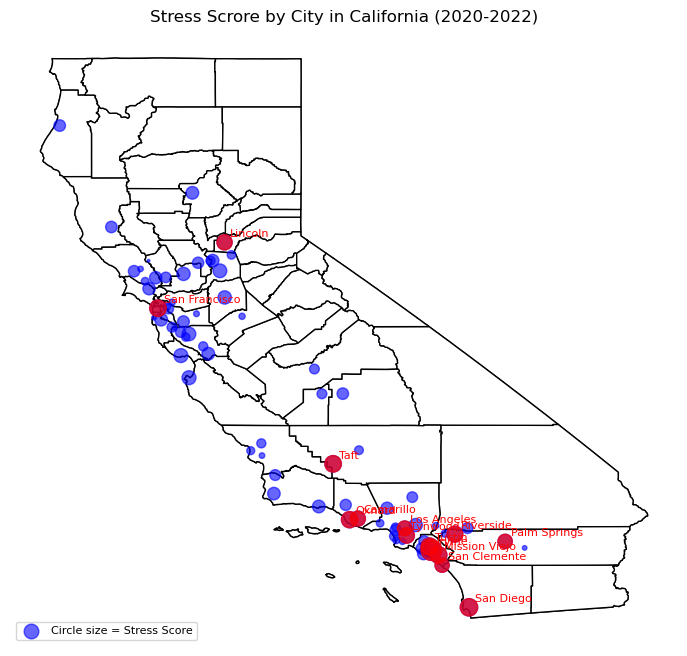 Stress Scrore by City in California (2020-2022)
Lincoln
San Francisco
Taft
Camarillo
Los Angeles
Riverside
Palm Springs
Mission Viejo
San Clemente
San Diego
Circle size = Stress Score